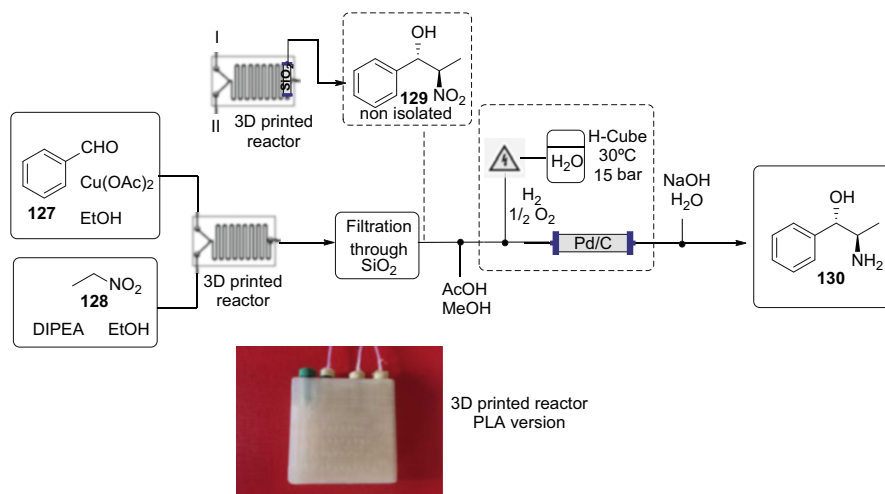 I
II
SiO2
3D printed
reactor
OH
NO2
129
non isolated
CHO
Cu(OAc)2
127
EtOH
NO2
128
DIPEA EtOH
3D printed
reactor
Filtration
through
SiO2
AcOH
MeOH
H2O
H-Cube
30ºC
15 bar
H2
1/2 O2
Pd/C
NaOH
H2O
OH
NH2
130
3D printed reactor
PLA version